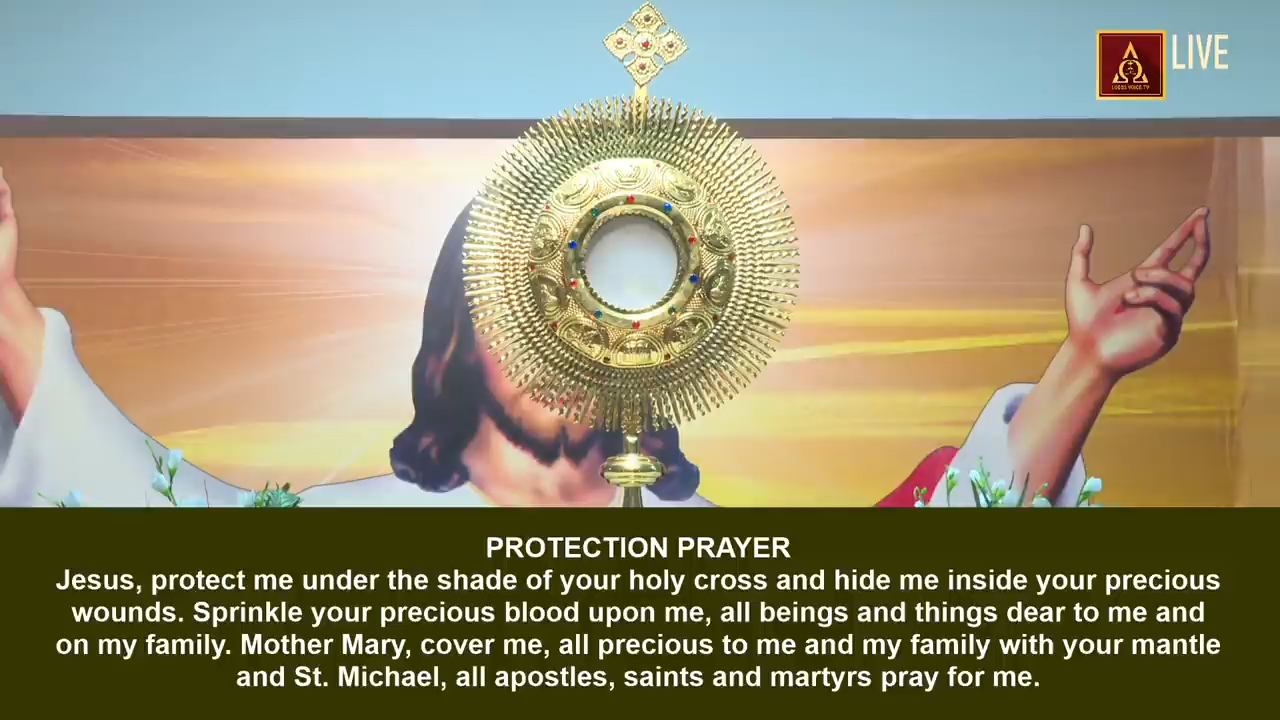 LIVE
LOGOS VOICE TV
PROTECTION PRAYER
Jesus, protect me under the shade of your holy cross and hide me inside your precious
wounds. Sprinkle your precious blood upon me, all beings and things dear to me and
on my family. Mother Mary, cover me, all precious to me and my family with your mantle
and St. Michael, all apostles, saints and martyrs pray for me.